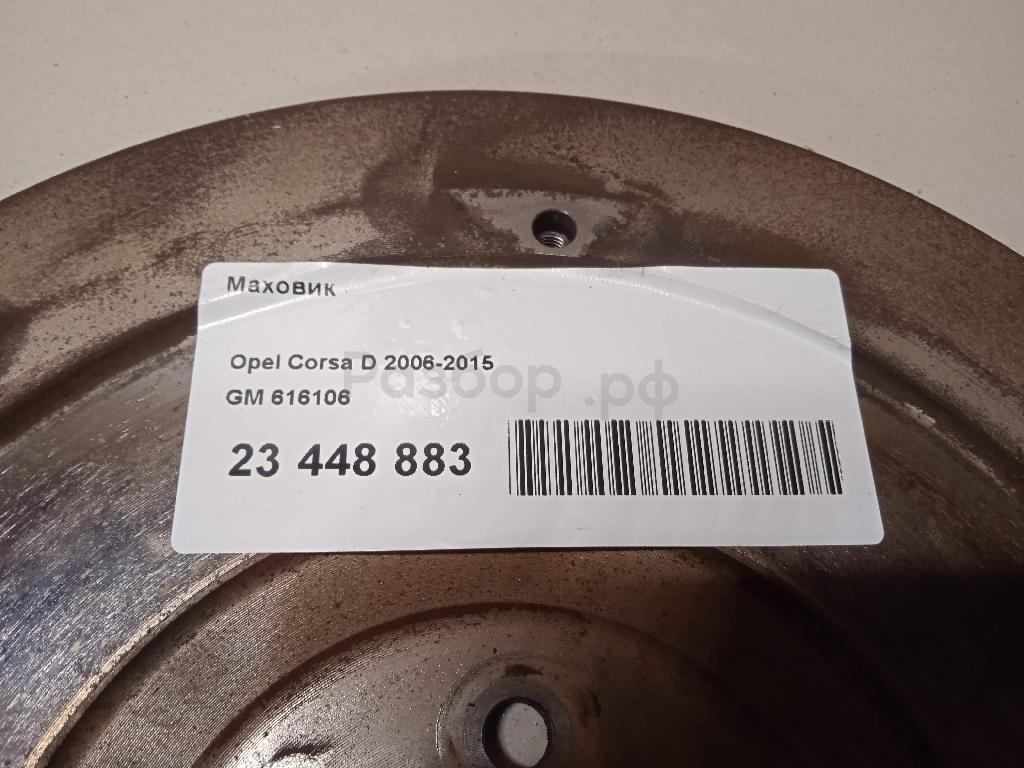 Маховик
Opel Corsa D 2006-2015
GM 616106
23 448 883
Разбор.рф